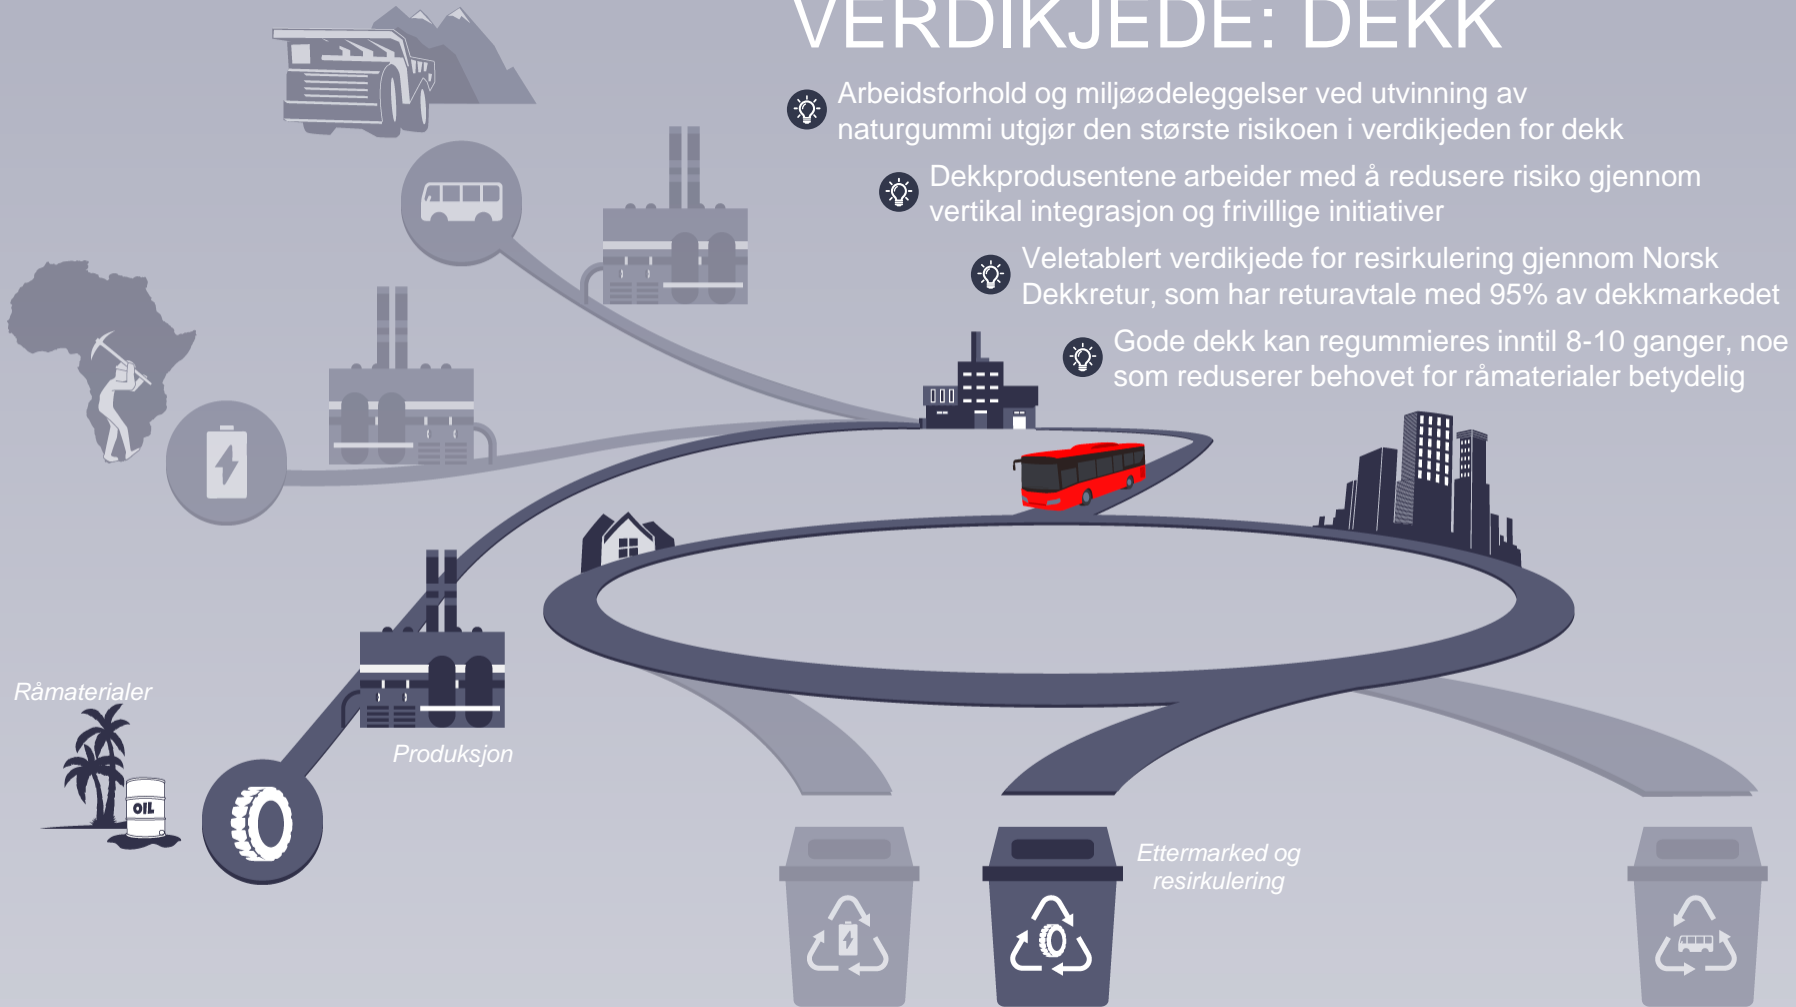 VERDIKJEDE: DEKK
Arbeidsforhold og miljøødeleggelser ved utvinning av
naturgummi utgjør den største risikoen i verdikjeden for dekk
Dekkprodusentene arbeider med å redusere risiko gjennom
vertikal integrasjon og frivillige initiativer
Veletablert verdikjede for resirkulering gjennom Norsk
Dekkretur, som har returavtale med 95% av dekkmarkedet
Gode dekk kan regummieres inntil 8-10 ganger, noe
som reduserer behovet for råmaterialer betydelig
Råmaterialer
OIL
Produksjon
Ettermarked og
resirkulering